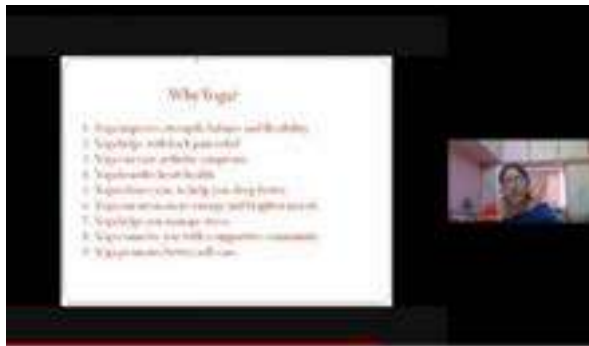 Why Yoga?
1. Yoga improves strength, balance and flexibility
2. Yoga helps with back pain relief
3. Yoga can ease arthritis symptoms
4. Yoga benefits heart health
5. Yoga relaxes you, to help you sleep better
6. Yoga can mean more energy and brighter moods
7. Yoga helps you manage stress
8. Yoga connects you with a supportive community
9. Yoga promotes better self-care